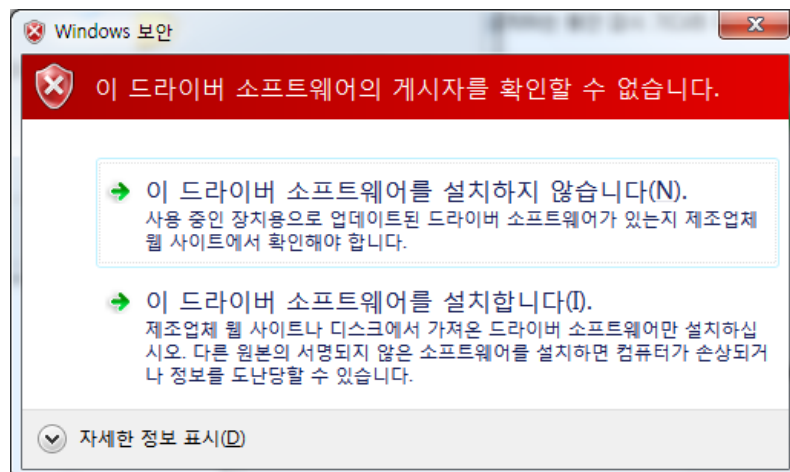 Windows 보안
이 드라이버 소프트웨어의 게시자를 확인할 수 없습니다.
이 드라이버 소프트웨어를 설치하지 않습니다(N).
사용 중인 장치용으로 업데이트된 드라이버 소프트웨어가 있는지 제조업체
웹 사이트에서 확인해야 합니다.
이 드라이버 소프트웨어를 설치합니다(I).
제조업체 웹 사이트나 디스크에서 가져온 드라이버 소프트웨어만 설치하십
시오. 다른 원본의 서명되지 않은 소프트웨어를 설치하면 컴퓨터가 손상되거
나 정보를 도난당할 수 있습니다.
자세한 정보 표시(D)